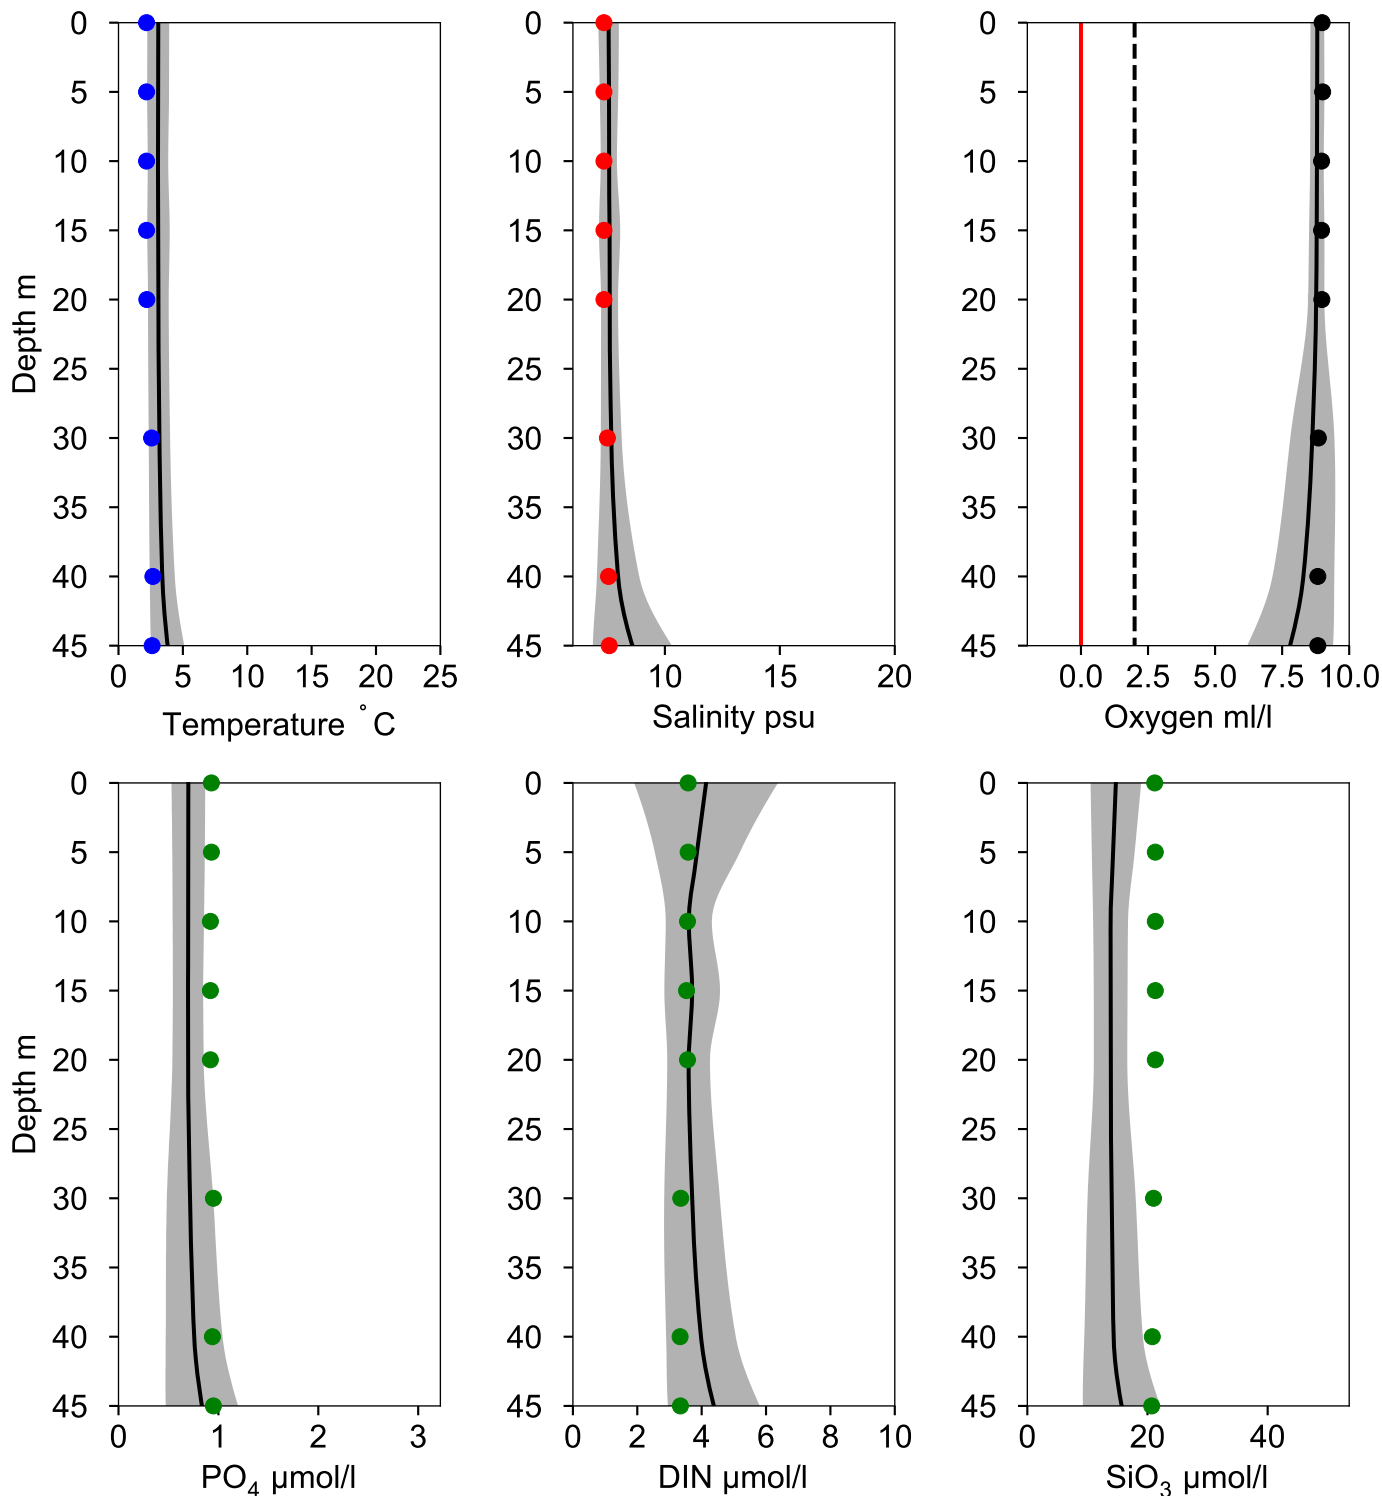 0 0 0
5 5 5
10 10 10
15 15 15
20 20 20
25 25 25
30 30 30
35 35 35
40 40 40
45 45 45
Depth m
0 5 10 15 20 25
10 15 20
0.0 2.5 5.0 7.5 10.0
Temperature ° C
Salinity psu
Oxygen ml/l
0 0 0
5 5 5
10 10 10
15 15 15
20 20 20
25 25 25
30 30 30
35 35 35
40 40 40
45 45 45
Depth m
0 1 2 3
0 2 4 6 8 10
0 20 40
PO₄ µmol/l
DIN µmol/l
SiO₃ µmol/l